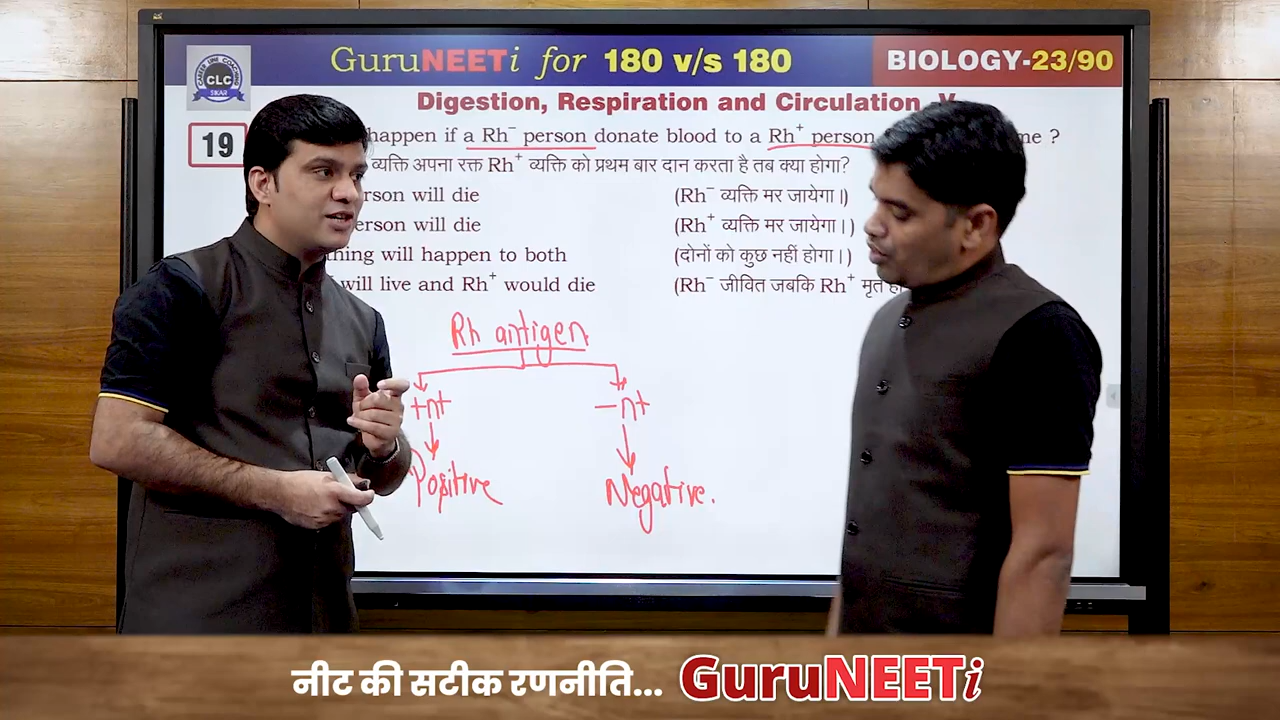 GuruNEETi for 180 v/s 180
BIOLOGY-23/90
CLC
SIKAR
Digestion, Respiration and Circulation
19
happen if a Rh⁻ person donate blood to a Rh⁺ person
?
व्यक्ति अपना रक्त Rh⁺ व्यक्ति को प्रथम बार दान करता है तब क्या होगा?
will die
(Rh⁻ व्यक्ति मर जायेगा।)
will die
(Rh⁺ व्यक्ति मर जायेगा।)
will happen to both
(दोनों को कुछ नहीं होगा।)
will live and Rh⁺ would die
(Rh⁻ जीवित जबकि Rh⁺ मृत
Rh antigen
+nt
-nt
Positive
Negative.
नीट की सटीक रणनीति... GuruNEETi